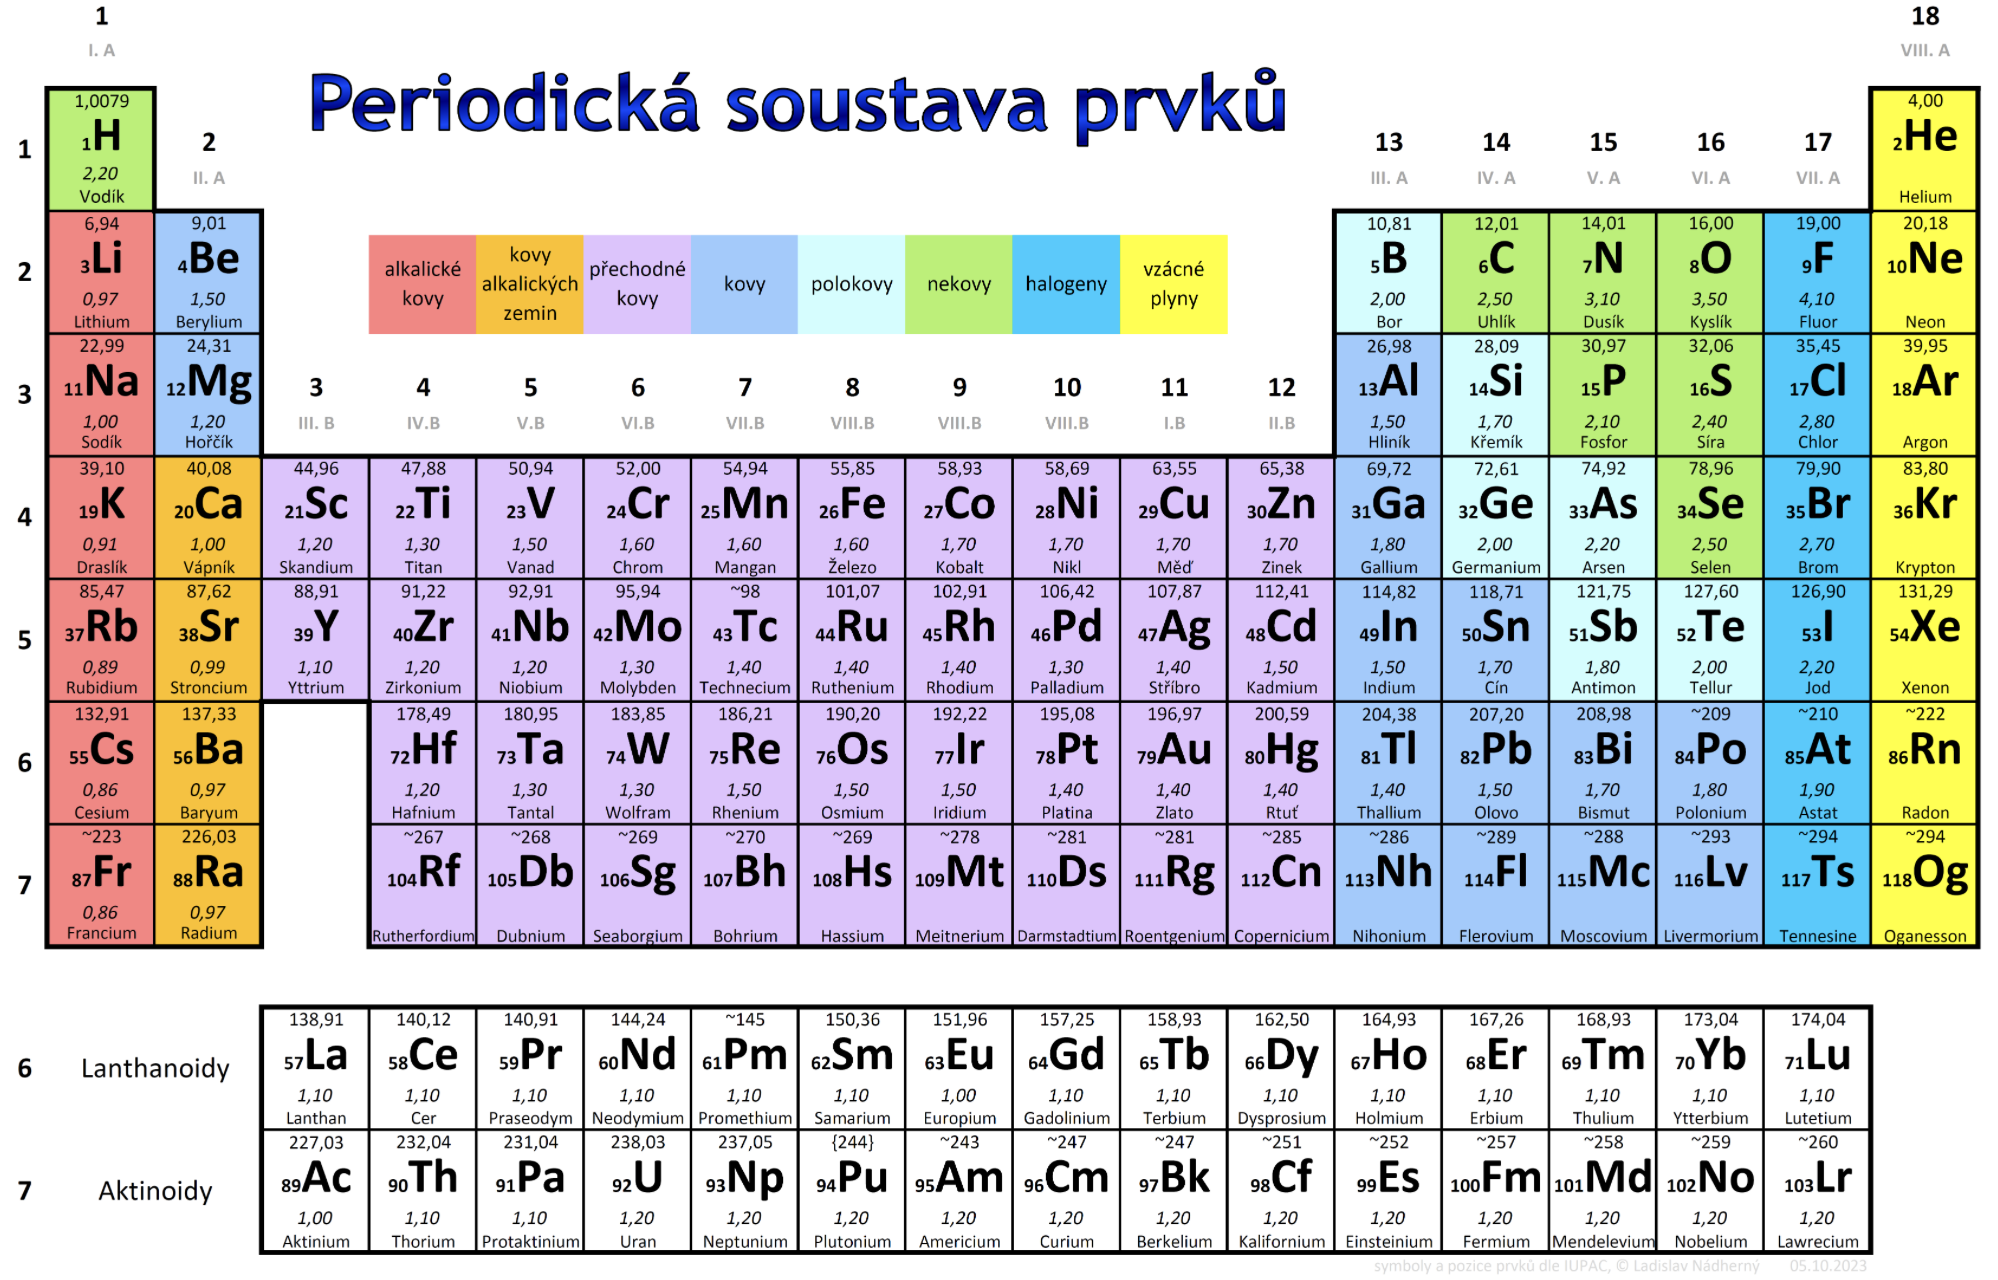 1 18
I. A VIII. A
Periodická soustava prvků
1,0079 4,00
1 1H 2 13 14 15 16 17 2He
2,20 II. A III. A IV. A V. A VI. A VII. A
Vodík Helium
6,94 9,01 10,81 12,01 14,01 16,00 19,00 20,18
2 3Li 4Be 5B 6C 7N 8O 9F 10Ne
0,97 1,50 2,00 2,50 3,10 3,50 4,10
Lithium Berylium Bor Uhlík Dusík Kyslík Fluor Neon
alkalické kovy
kovy alkalických zemin
přechodné kovy
kovy
polokovy
nekovy
halogeny
vzácné plyny
22,99 24,31 26,98 28,09 30,97 32,06 35,45 39,95
3 11Na 12Mg 3 4 5 6 7 8 9 10 11 12 13Al 14Si 15P 16S 17Cl 18Ar
1,00 1,20 III. B IV.B V.B VI.B VII.B VIII.B VIII.B VIII.B I.B II.B 1,50 1,70 2,10 2,40 2,80
Sodík Hořčík Hliník Křemík Fosfor Síra Chlor Argon
39,10 40,08 44,96 47,88 50,94 52,00 54,94 55,85 58,93 58,69 63,55 65,38 69,72 72,61 74,92 78,96 79,90 83,80
4 19K 20Ca 21Sc 22Ti 23V 24Cr 25Mn 26Fe 27Co 28Ni 29Cu 30Zn 31Ga 32Ge 33As 34Se 35Br 36Kr
0,91 1,00 1,20 1,30 1,50 1,60 1,60 1,60 1,70 1,70 1,70 1,70 1,80 2,00 2,20 2,50 2,70
Draslík Vápník Skandium Titan Vanad Chrom Mangan Železo Kobalt Nikl Měď Zinek Gallium Germanium Arsen Selen Brom Krypton
85,47 87,62 88,91 91,22 92,91 95,94 ~98 101,07 102,91 106,42 107,87 112,41 114,82 118,71 121,75 127,60 126,90 131,29
5 37Rb 38Sr 39Y 40Zr 41Nb 42Mo 43Tc 44Ru 45Rh 46Pd 47Ag 48Cd 49In 50Sn 51Sb 52Te 53I 54Xe
0,89 0,99 1,10 1,20 1,20 1,30 1,40 1,40 1,40 1,30 1,40 1,50 1,50 1,70 1,80 2,00 2,20
Rubidium Stroncium Yttrium Zirkonium Niobium Molybden Technecium Ruthenium Rhodium Palladium Stříbro Kadmium Indium Cín Antimon Tellur Jod Xenon
132,91 137,33 178,49 180,95 183,85 186,21 190,20 192,22 195,08 196,97 200,59 204,38 207,20 208,98 ~209 ~210 ~222
6 55Cs 56Ba 72Hf 73Ta 74W 75Re 76Os 77Ir 78Pt 79Au 80Hg 81Tl 82Pb 83Bi 84Po 85At 86Rn
0,86 0,97 1,20 1,30 1,30 1,50 1,50 1,50 1,40 1,40 1,40 1,40 1,50 1,70 1,80 1,90
Cesium Baryum Hafnium Tantal Wolfram Rhenium Osmium Iridium Platina Zlato Rtuť Thallium Olovo Bismut Polonium Astat Radon
~223 226,03 ~267 ~268 ~269 ~270 ~269 ~278 ~281 ~281 ~285 ~286 ~289 ~288 ~293 ~294 ~294
7 87Fr 88Ra 104Rf 105Db 106Sg 107Bh 108Hs 109Mt 110Ds 111Rg 112Cn 113Nh 114Fl 115Mc 116Lv 117Ts 118Og
0,86 0,97
Francium Radium Rutherfordium Dubnium Seaborgium Bohrium Hassium Meitnerium Darmstadtium Roentgenium Copernicium Nihonium Flerovium Moscovium Livermorium Tennesine Oganesson
138,91 140,12 140,91 144,24 ~145 150,36 151,96 157,25 158,93 162,50 164,93 167,26 168,93 173,04 174,04
6 Lanthanoidy 57La 58Ce 59Pr 60Nd 61Pm 62Sm 63Eu 64Gd 65Tb 66Dy 67Ho 68Er 69Tm 70Yb 71Lu
1,10 1,10 1,10 1,10 1,10 1,10 1,00 1,10 1,10 1,10 1,10 1,10 1,10 1,10 1,10
Lanthan Cer Praseodym Neodymium Promethium Samarium Europium Gadolinium Terbium Dysprosium Holmium Erbium Thulium Ytterbium Lutetium
227,03 232,04 231,04 238,03 237,05 {244} ~243 ~247 ~247 ~251 ~252 ~257 ~258 ~259 ~260
7 Aktinoidy 89Ac 90Th 91Pa 92U 93Np 94Pu 95Am 96Cm 97Bk 98Cf 99Es 100Fm 101Md 102No 103Lr
1,00 1,10 1,10 1,20 1,20 1,20 1,20 1,20 1,20 1,20 1,20 1,20 1,20 1,20 1,20
Aktinium Thorium Protaktinium Uran Neptunium Plutonium Americium Curium Berkelium Kalifornium Einsteinium Fermium Mendelevium Nobelium Lawrecium
symboly a pozice prvků dle IUPAC, © Ladislav Nádherný 05.10.2023